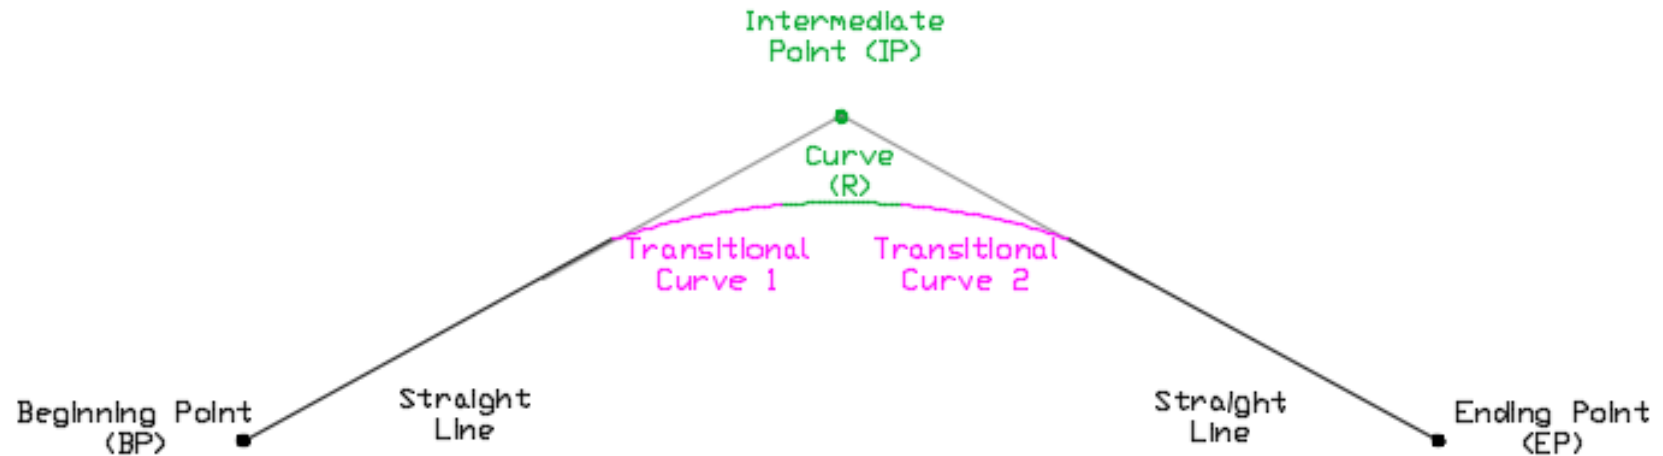 Intermediate
Point (IP)
Curve
(R)
Transitional
Curve 1
Transitional
Curve 2
Straight
Line
Straight
Line
Beginning Point
(BP)
Ending Point
(EP)